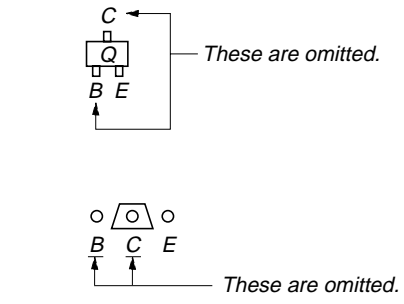 C
Q These are omitted.
B E
B C E
These are omitted.